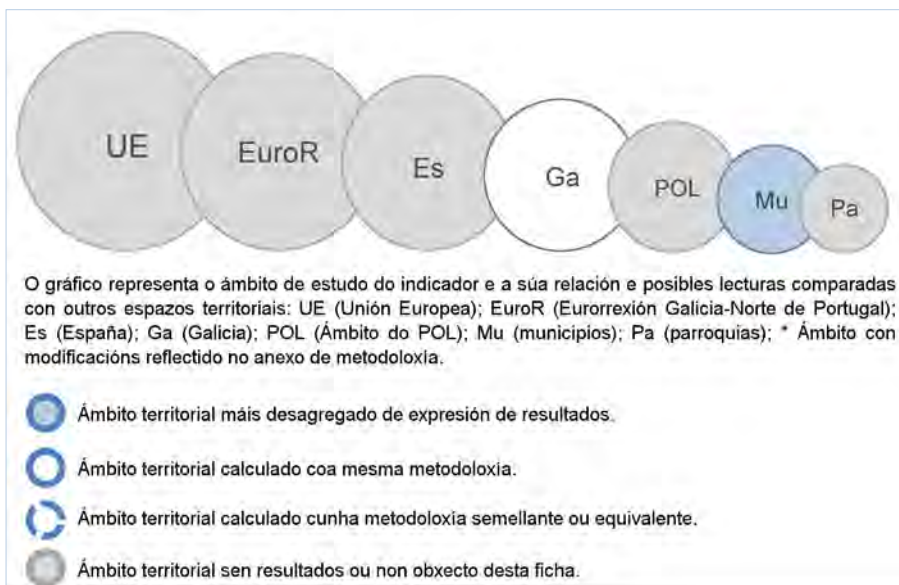 UE
EuroR
Es
Ga
POL
Mu
Pa
O gráfico representa o ámbito de estudo do indicador e a súa relación e posibles lecturas comparadas
con outros espazos territoriais: UE (Unión Europea); EuroR (Eurorrexión Galicia-Norte de Portugal);
Es (España); Ga (Galicia); POL (Ámbito do POL); Mu (municipios); Pa (parroquias); * Ámbito con
modificacións reflectido no anexo de metodoloxia.
Ámbito territorial máis desagregado de expresión de resultados.
Ámbito territorial calculado coa mesma metodoloxia.
Ámbito territorial calculado cunha metodoloxia semellante ou equivalente.
Ámbito territorial sen resultados ou non obxecto desta ficha.